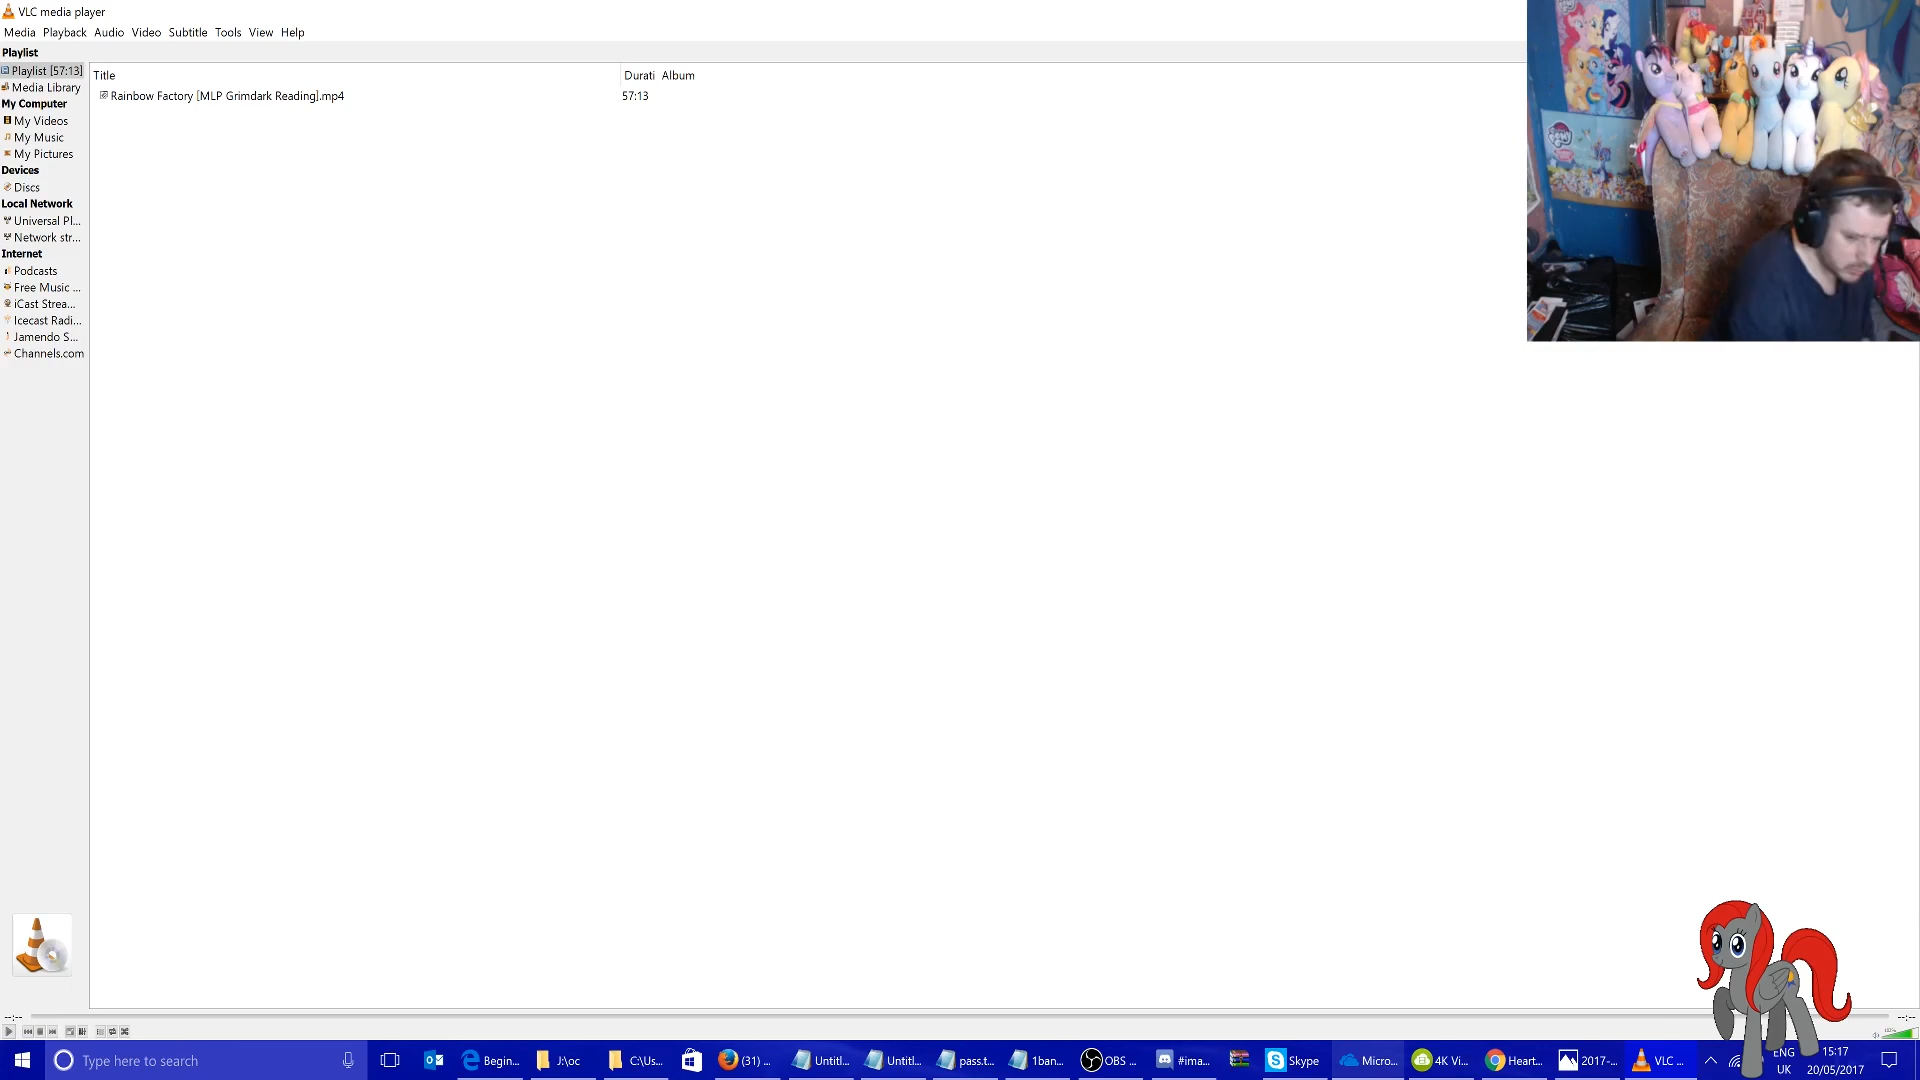 VLC media player
Media Playback Audio Video Subtitle Tools View Help
Playlist
Playlist [57:13]
Media Library
My Computer
My Videos
My Music
My Pictures
Devices
Discs
Local Network
Universal Pl...
Network str...
Internet
Podcasts
Free Music ...
iCast Strea...
Icecast Radi...
Jamendo S...
Channels.com
Title Durati Album
Rainbow Factory [MLP Grimdark Reading].mp4 57:13
--:-- --:--
Type here to search
Begin... J:\oc C:\Us... (31) ... Untitl... Untitl... pass.t... 1ban... OBS ... #ima... Skype Micro... 4K Vi... Heart... 2017-... VLC ...
ENG 15:17
UK 20/05/2017